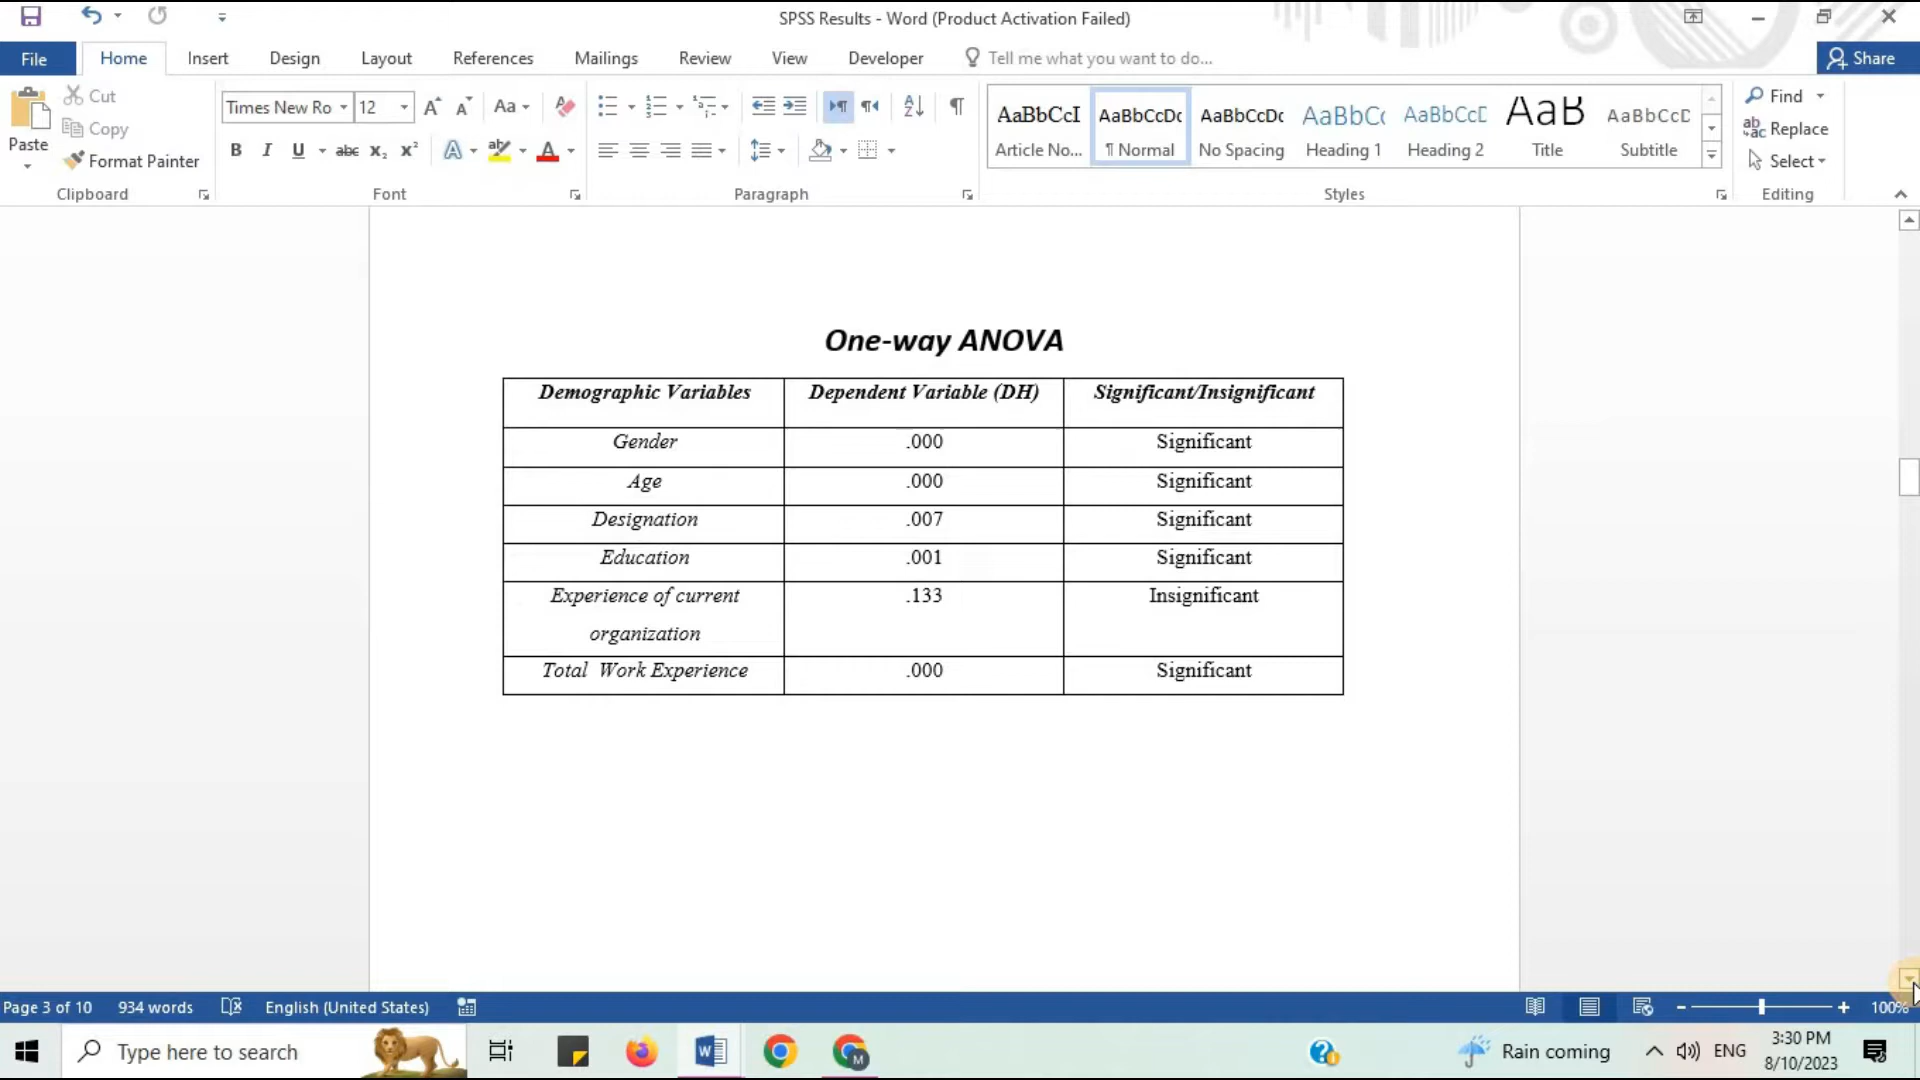 SPSS Results - Word (Product Activation Failed)
File Home Insert Design Layout References Mailings Review View Developer Tell me what you want to do... Share
Paste
Cut
Copy
Format Painter
Clipboard
Times New Ro 12
Font
Paragraph
AaBbCcI AaBbCcDc AaBbCcDc AaBbCc AaBbCcD AaB AaBbCcD
Article No... ¶ Normal No Spacing Heading 1 Heading 2 Title Subtitle
Styles
Find
Replace
Select
Editing
One-way ANOVA
Demographic Variables Dependent Variable (DH) Significant/Insignificant
Gender .000 Significant
Age .000 Significant
Designation .007 Significant
Education .001 Significant
Experience of current organization .133 Insignificant
Total Work Experience .000 Significant
Page 3 of 10 934 words English (United States) 100%
Type here to search
Rain coming ENG
3:30 PM
8/10/2023